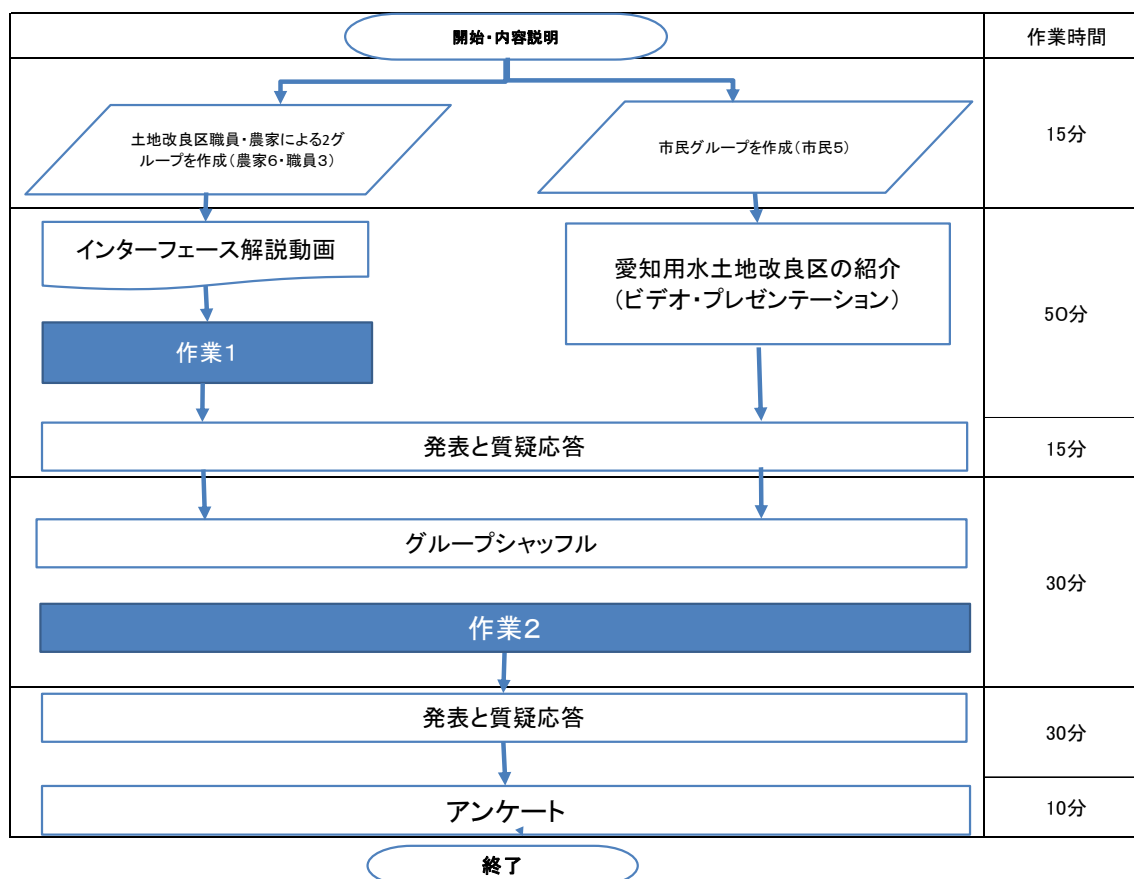 開始・内容説明
作業時間
土地改良区職員・農家による2グ
ループを作成(農家6・職員3)
市民グループを作成(市民5)
15分
インターフェース解説動画
愛知用水土地改良区の紹介
(ビデオ・プレゼンテーション)
50分
作業1
発表と質疑応答
15分
グループシャッフル
30分
作業2
発表と質疑応答
30分
アンケート
10分
終了